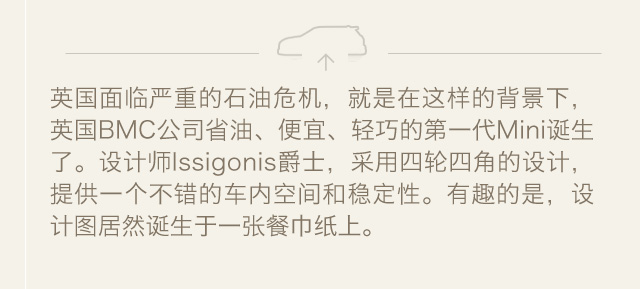 英国面临严重的石油危机，就是在这样的背景下，
英国BMC公司省油、便宜、轻巧的第一代Mini诞生
了。设计师Issigonis爵士，采用四轮四角的设计，
提供一个不错的车内空间和稳定性。有趣的是，设
计图居然诞生于一张餐巾纸上。